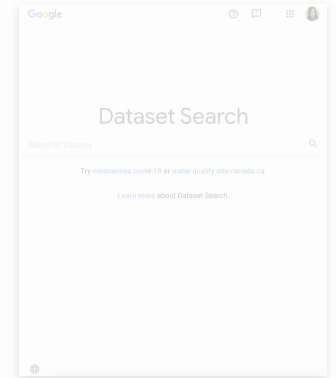 Google
Dataset Search
Search for Datasets
Try coronavirus covid-19 or water quality site:canada.ca.
Learn more about Dataset Search.